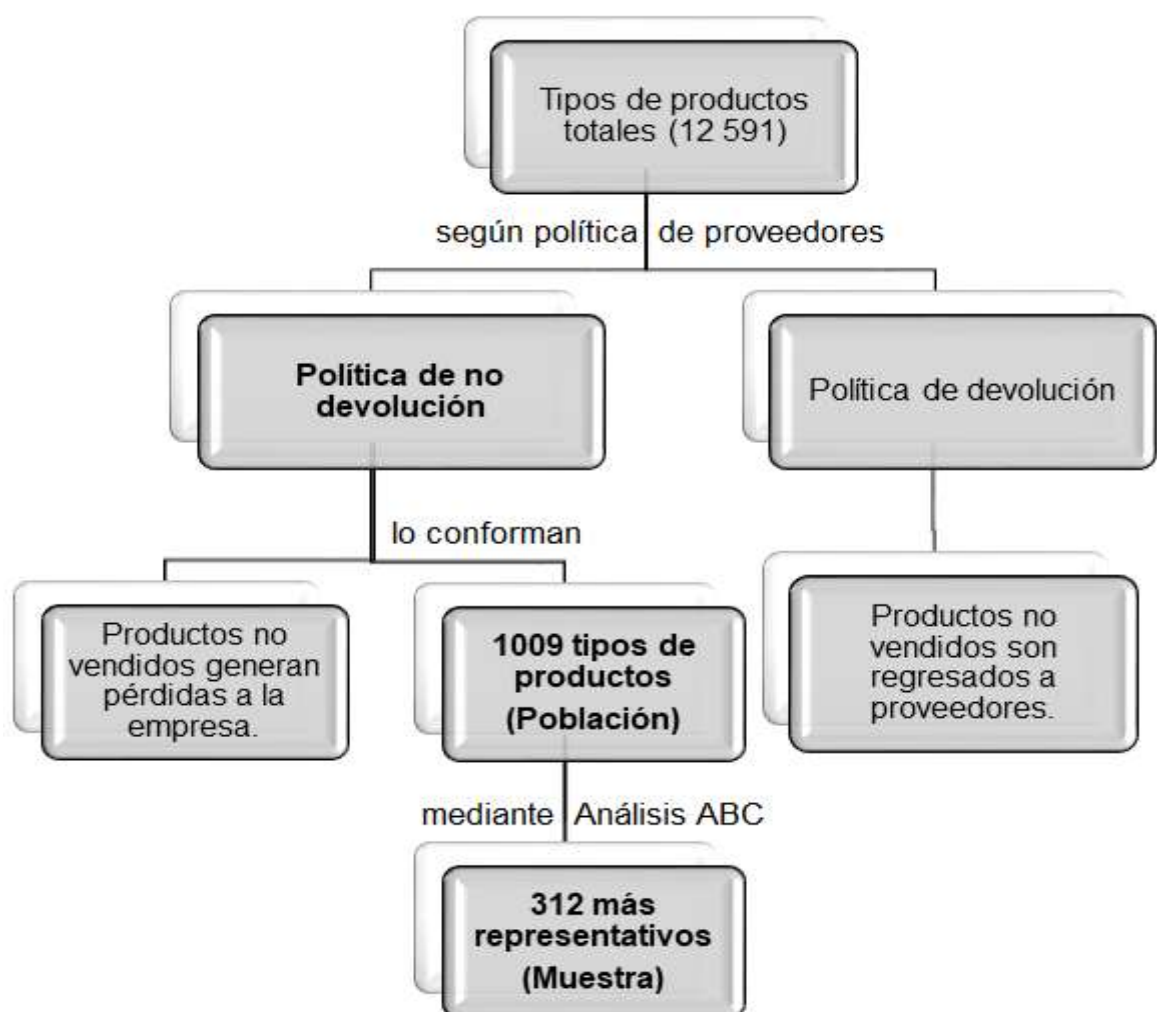 Tipos de productos
totales (12 591)
según política de proveedores
Política de no
devolución
Política de devolución
lo conforman
Productos no
vendidos generan
pérdidas a la
empresa.
1009 tipos de
productos
(Población)
Productos no
vendidos son
regresados a
proveedores.
mediante Análisis ABC
312 más
representativos
(Muestra)